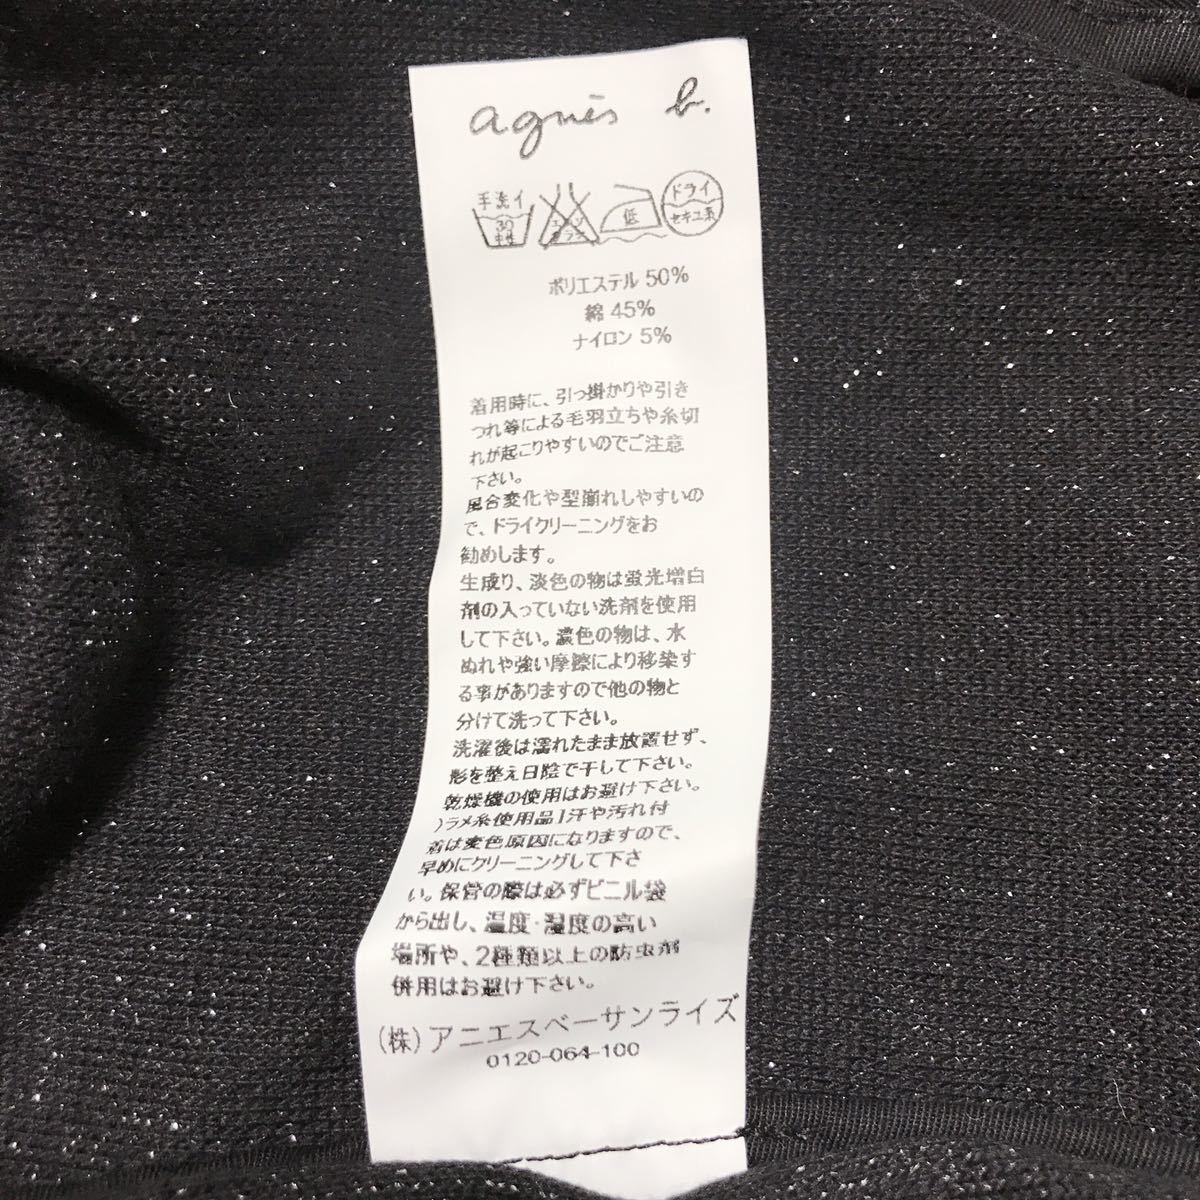 agnès b.
手洗イ
30
中性
低
ドライ
セキユ系
ポリエステル 50%
綿 45%
ナイロン 5%
着用時に、引っ掛かりや引き
つれ等による毛羽立ちや糸切
れが起こりやすいのでご注意
下さい。
風合変化や型崩れしやすいの
で、ドライクリーニングをお
勧めします。
生成り、淡色の物は蛍光増白
剤の入っていない洗剤を使用
して下さい。濃色の物は、水
ぬれや強い摩擦により移染す
る事がありますので他の物と
分けて洗って下さい。
洗濯後は濡れたまま放置せず、
形を整え日陰で干して下さい。
乾燥機の使用はお避け下さい。
)ラメ糸使用品|汗や汚れ付
着は変色原因になりますので、
早めにクリーニングして下さ
い。保管の際は必ずビニル袋
から出し、温度・湿度の高い
場所や、2種類以上の防虫剤
併用はお避け下さい。
(株)アニエスベーサンライズ
0120-064-100